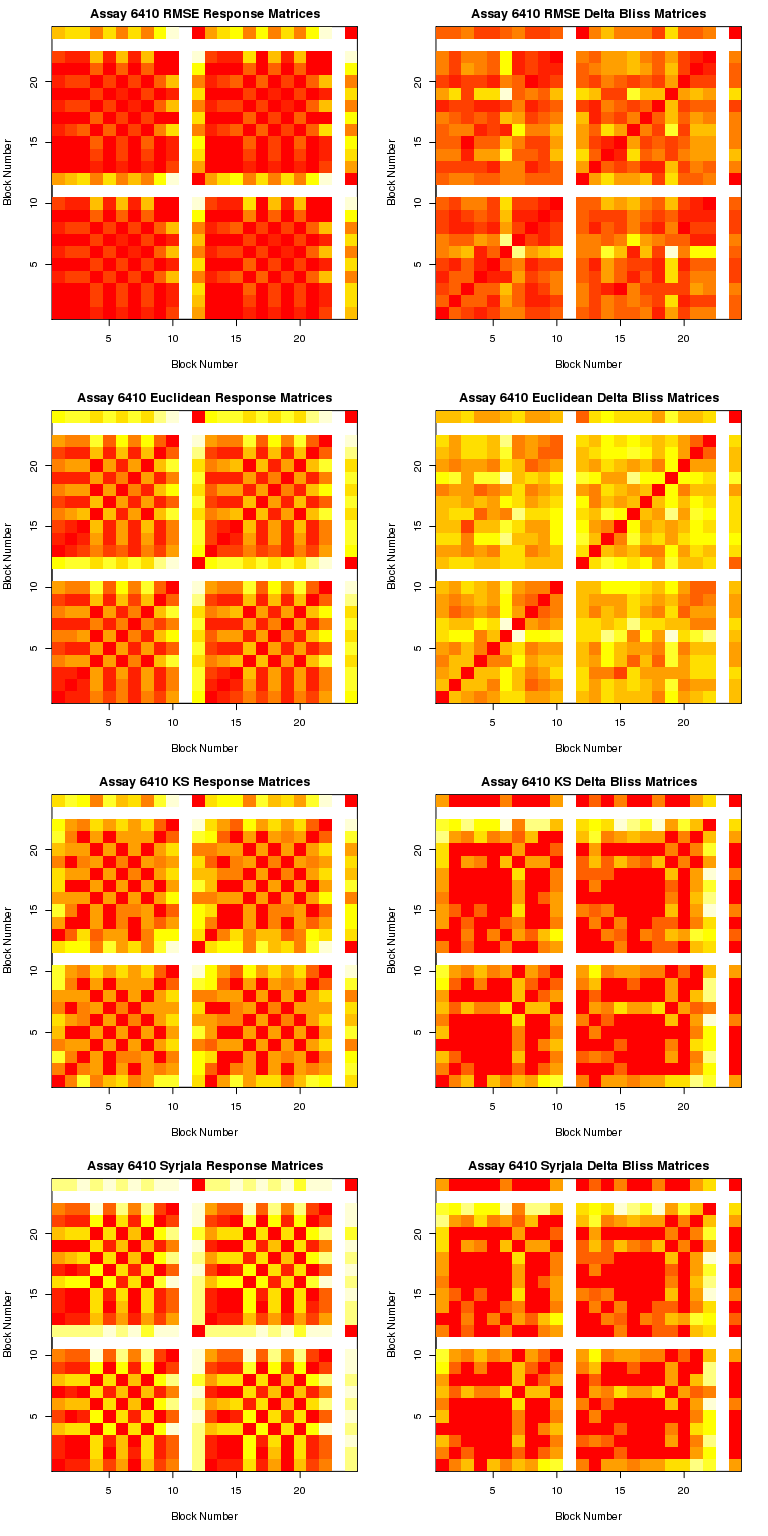 Assay 6410 RMSE Response Matrices
Block Number
20
15
10
5
5 10 15 20
Block Number
Assay 6410 RMSE Delta Bliss Matrices
Block Number
20
15
10
5
5 10 15 20
Block Number
Assay 6410 Euclidean Response Matrices
Block Number
20
15
10
5
5 10 15 20
Block Number
Assay 6410 Euclidean Delta Bliss Matrices
Block Number
20
15
10
5
5 10 15 20
Block Number
Assay 6410 KS Response Matrices
Block Number
20
15
10
5
5 10 15 20
Block Number
Assay 6410 KS Delta Bliss Matrices
Block Number
20
15
10
5
5 10 15 20
Block Number
Assay 6410 Syrjala Response Matrices
Block Number
20
15
10
5
5 10 15 20
Block Number
Assay 6410 Syrjala Delta Bliss Matrices
Block Number
20
15
10
5
5 10 15 20
Block Number